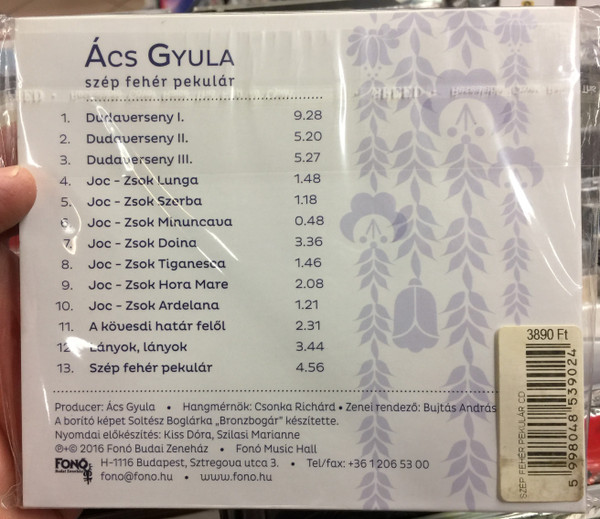 ÁCS GYULA
szép fehér pekulár
1. Dudaverseny I. 9.28
2. Dudaverseny II. 5.20
3. Dudaverseny III. 5.27
4. Joc - Zsok Lunga 1.48
5. Joc - Zsok Szerba 1.18
6. Joc - Zsok Minuncava 0.48
7. Joc - Zsok Doina 3.36
8. Joc - Zsok Tiganesca 1.46
9. Joc - Zsok Hora Mare 2.08
10. Joc - Zsok Ardelana 1.21
11. A kövesdi határ felől 2.31
12. Lányok, lányok 3.44
13. Szép fehér pekulár 4.56
Producer: Ács Gyula • Hangmérnök: Csonka Richárd • Zenei rendező: Bujtás András
A borító képet Soltész Boglárka „Bronzbogár" készítette.
Nyomdai előkészítés: Kiss Dóra, Szilasi Marianne
℗+© 2016 Fonó Budai Zeneház • Fonó Music Hall
FONÓ H-1116 Budapest, Sztregova utca 3. • Tel/fax: +36 1 206 53 00
fono@fono.hu • www.fono.hu
3890 Ft
5998048539024
SZÉP FEHÉR PEKULÁR CD